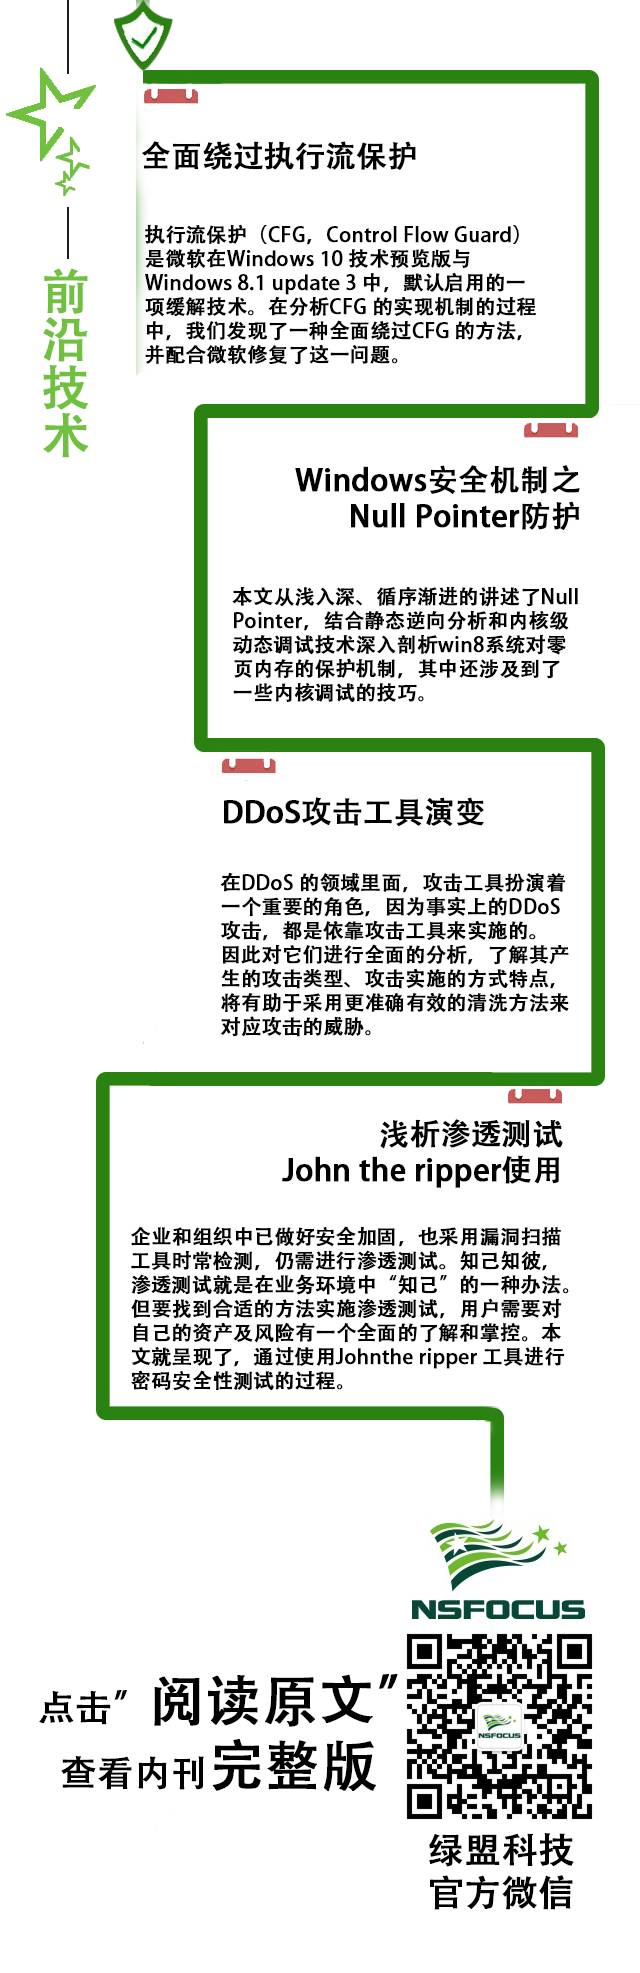 前沿技术
全面绕过执行流保护
执行流保护（CFG，Control Flow Guard）
是微软在Windows 10 技术预览版与
Windows 8.1 update 3 中，默认启用的一
项缓解技术。在分析CFG 的实现机制的过程
中，我们发现了一种全面绕过CFG 的方法，
并配合微软修复了这一问题。
Windows安全机制之
Null Pointer防护
本文从浅入深、循序渐进的讲述了Null
Pointer，结合静态逆向分析和内核级
动态调试技术深入剖析win8系统对零
页内存的保护机制，其中还涉及到了
一些内核调试的技巧。
DDoS攻击工具演变
在DDoS 的领域里面，攻击工具扮演着
一个重要的角色，因为事实上的DDoS
攻击，都是依靠攻击工具来实施的。
因此对它们进行全面的分析，了解其产
生的攻击类型、攻击实施的方式特点，
将有助于采用更准确有效的清洗方法来
对应攻击的威胁。
浅析渗透测试
John the ripper使用
企业和组织中已做好安全加固，也采用漏洞扫描
工具时常检测，仍需进行渗透测试。知己知彼，
渗透测试就是在业务环境中“知己”的一种办法。
但要找到合适的方法实施渗透测试，用户需要对
自己的资产及风险有一个全面的了解和掌控。本
文就呈现了，通过使用Johnthe ripper 工具进行
密码安全性测试的过程。
NSFOCUS
NSFOCUS
点击”阅读原文”
查看内刊完整版
绿盟科技
官方微信